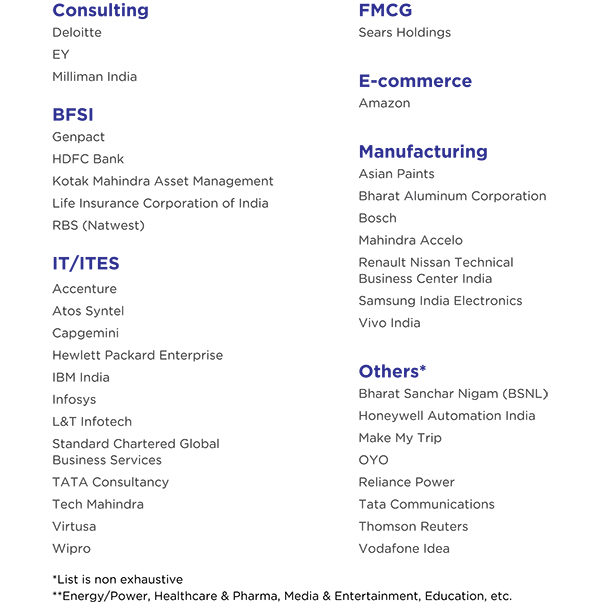 Consulting
Deloitte
EY
Milliman India
BFSI
Genpact
HDFC Bank
Kotak Mahindra Asset Management
Life Insurance Corporation of India
RBS (Natwest)
IT/ITES
Accenture
Atos Syntel
Capgemini
Hewlett Packard Enterprise
IBM India
Infosys
L&T Infotech
Standard Chartered Global
Business Services
TATA Consultancy
Tech Mahindra
Virtusa
Wipro
FMCG
Sears Holdings
E-commerce
Amazon
Manufacturing
Asian Paints
Bharat Aluminum Corporation
Bosch
Mahindra Accelo
Renault Nissan Technical
Business Center India
Samsung India Electronics
Vivo India
Others*
Bharat Sanchar Nigam (BSNL)
Honeywell Automation India
Make My Trip
OYO
Reliance Power
Tata Communications
Thomson Reuters
Vodafone Idea
*List is non exhaustive
**Energy/Power, Healthcare & Pharma, Media & Entertainment, Education, etc.